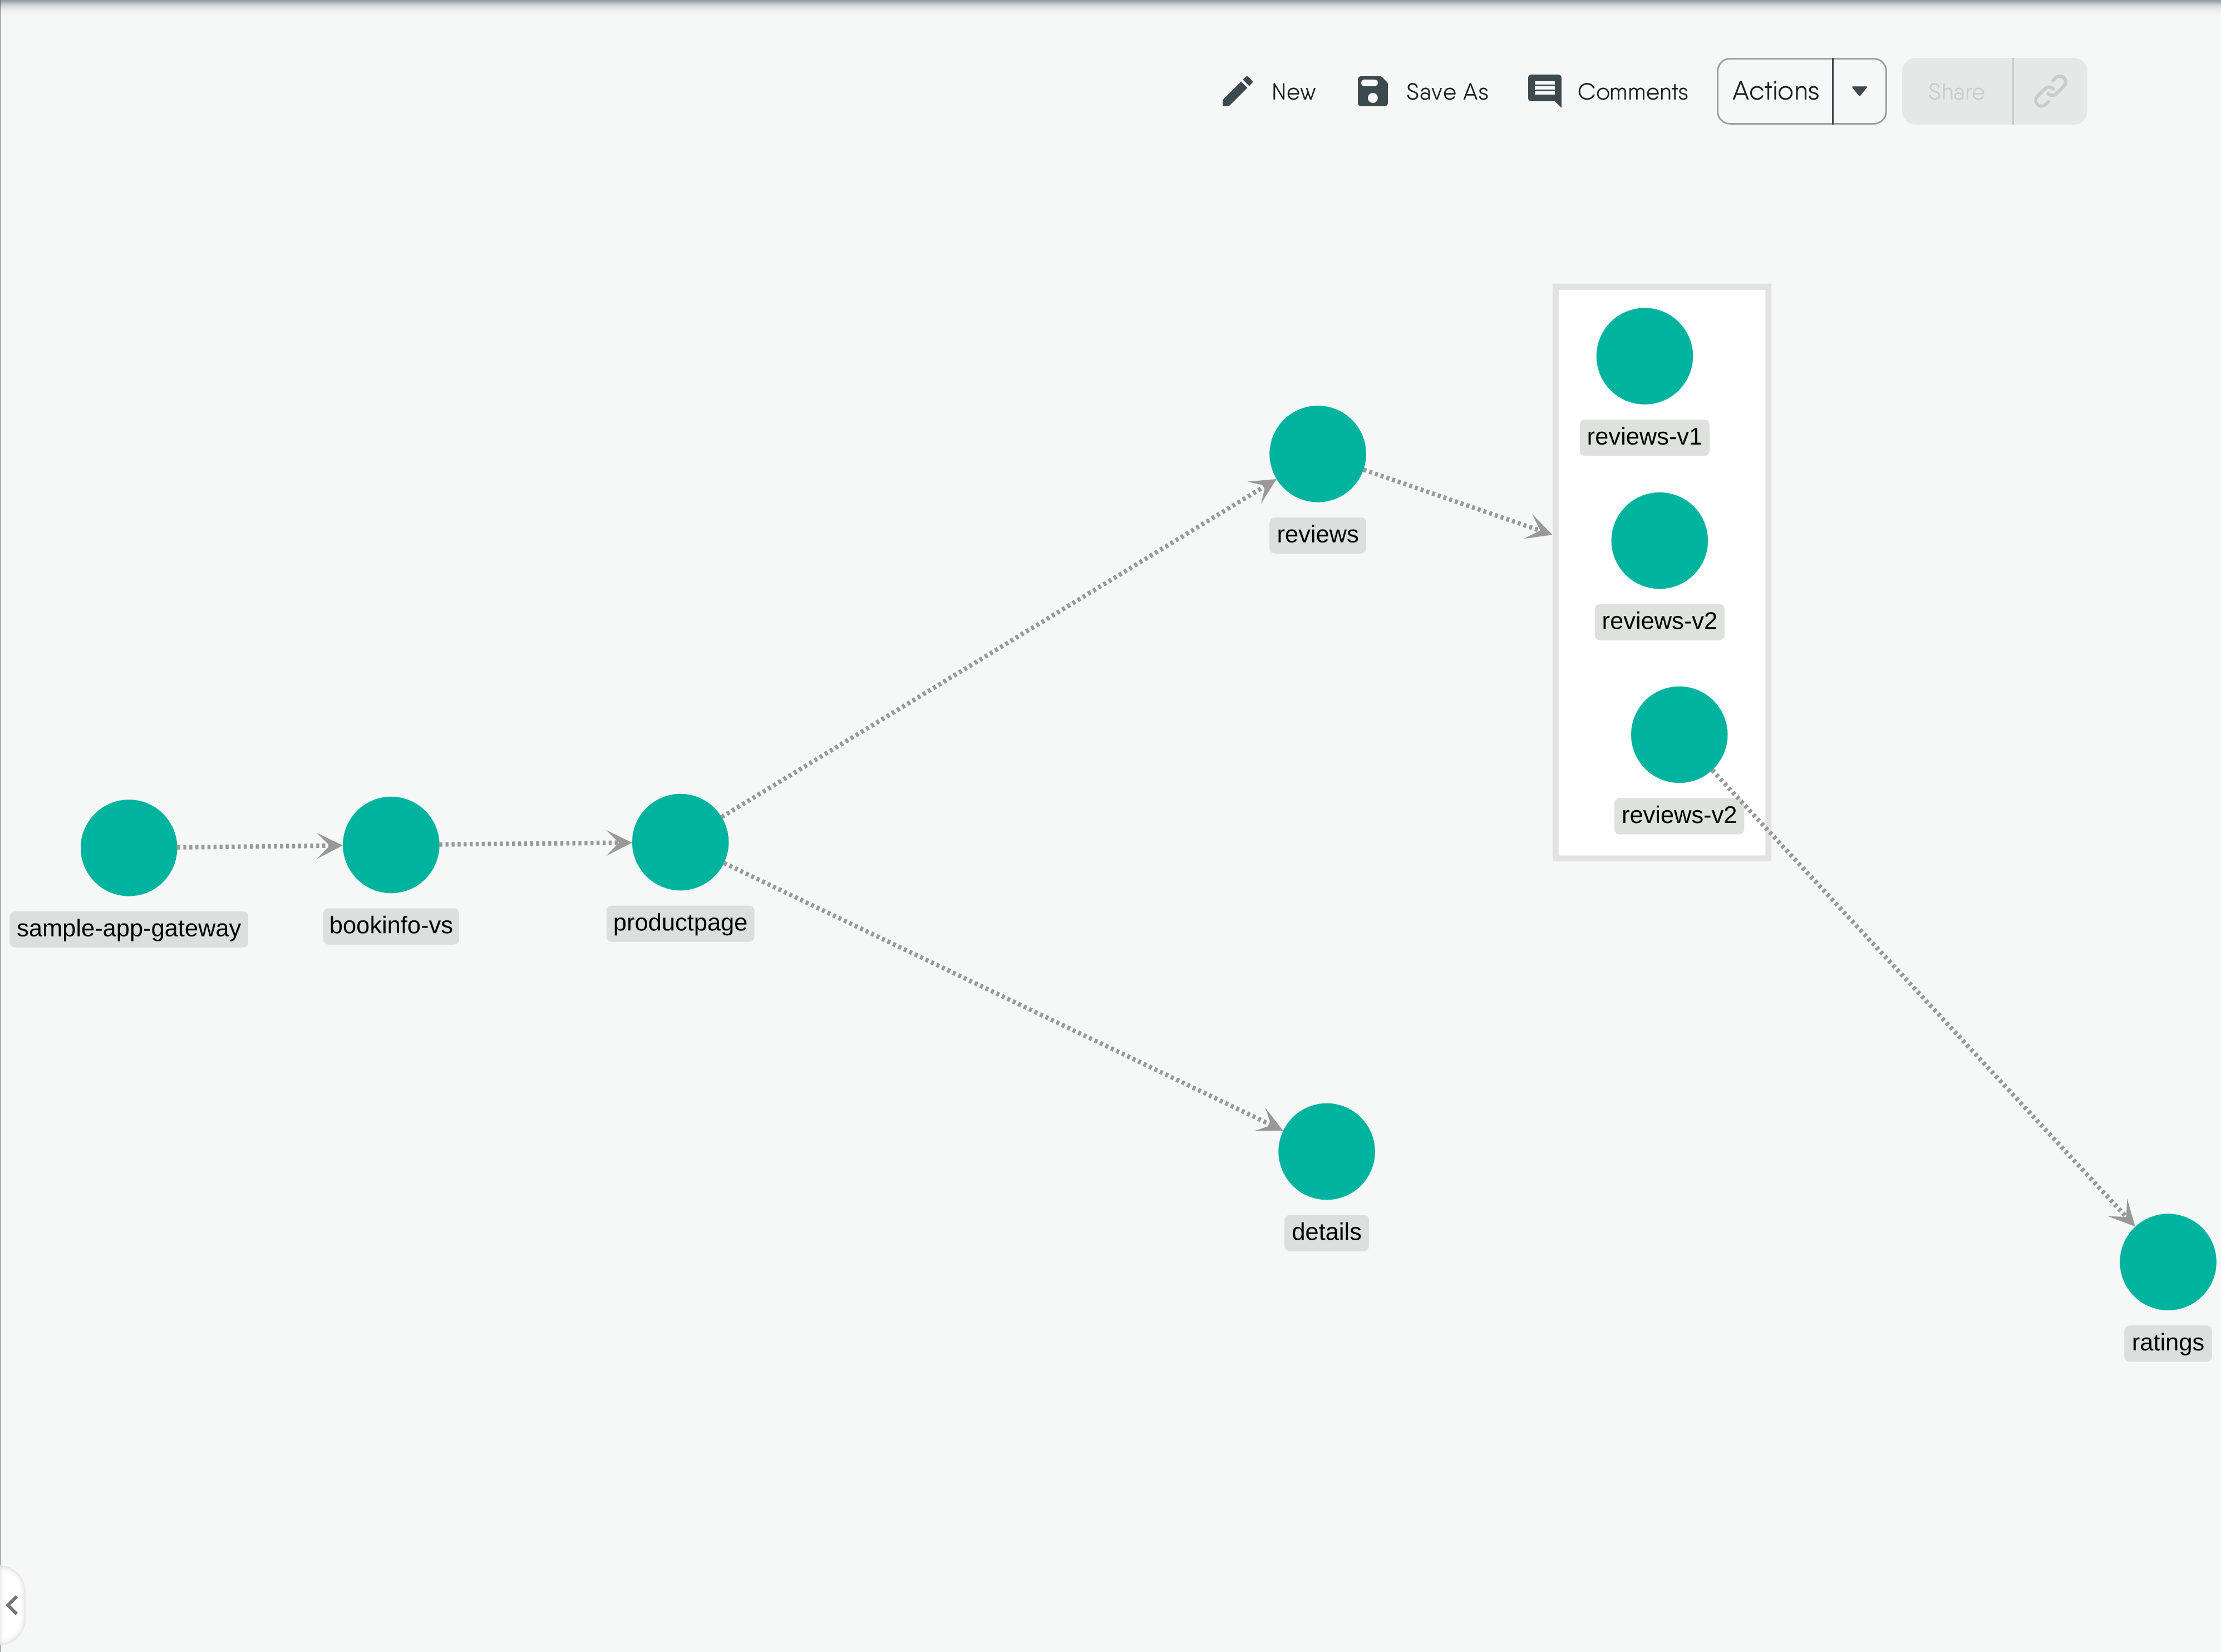 New
Save As
Comments
Actions
Share
reviews-v1
reviews
reviews-v2
reviews-v2
sample-app-gateway
bookinfo-vs
productpage
details
ratings